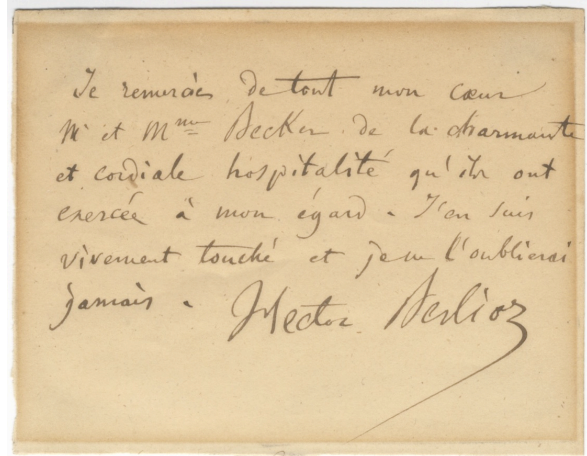 Je remercie de tout mon cœur
Mr et Mme Becker de la charmante
et cordiale hospitalité qu'ils ont
exercée à mon égard. J'en suis
vivement touché et je ne l'oublierai
jamais.
Hector Berlioz